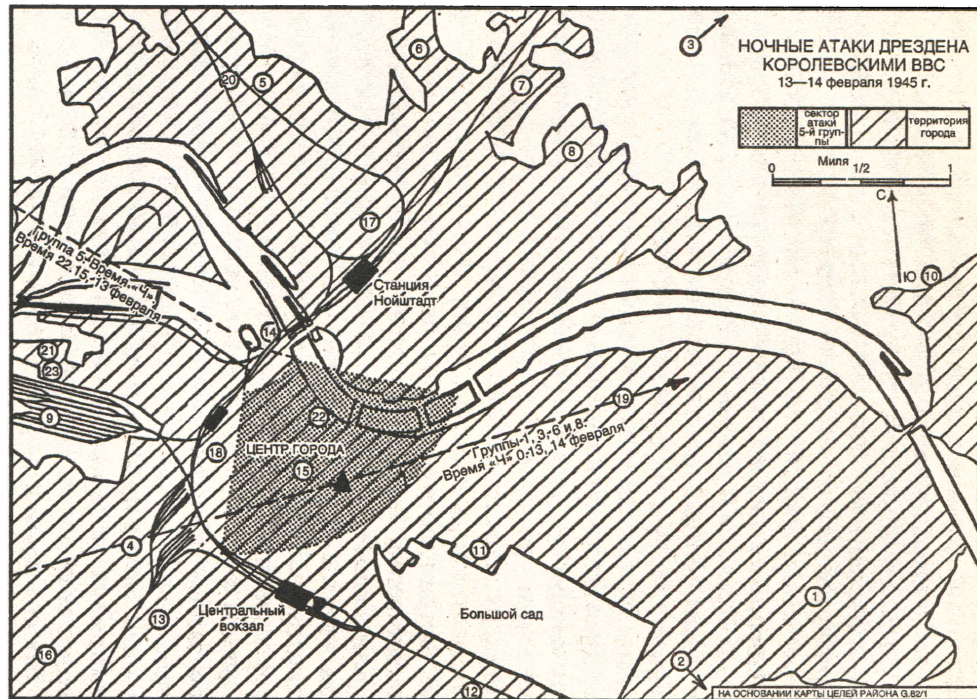 НОЧНЫЕ АТАКИ ДРЕЗДЕНА
КОРОЛЕВСКИМИ ВВС
13—14 февраля 1945 г.
сектор
атаки
5-й груп-
пы
территория
города
Миля
0 1/2 1
С
Ю
3
6
20
5
7
8
17
10
Группа 5. Время «Ч»
Время 22.15, 13 февраля
Станция
Нойштадт
14
21
23
9
18
22
19
ЦЕНТР ГОРОДА
15
Группы 1, 3, 6 и 8.
Время «Ч» 0.13, 14 февраля
4
11
1
Центральный
вокзал
Большой сад
13
16
12
2
НА ОСНОВАНИИ КАРТЫ ЦЕЛЕЙ РАЙОНА G.82/1